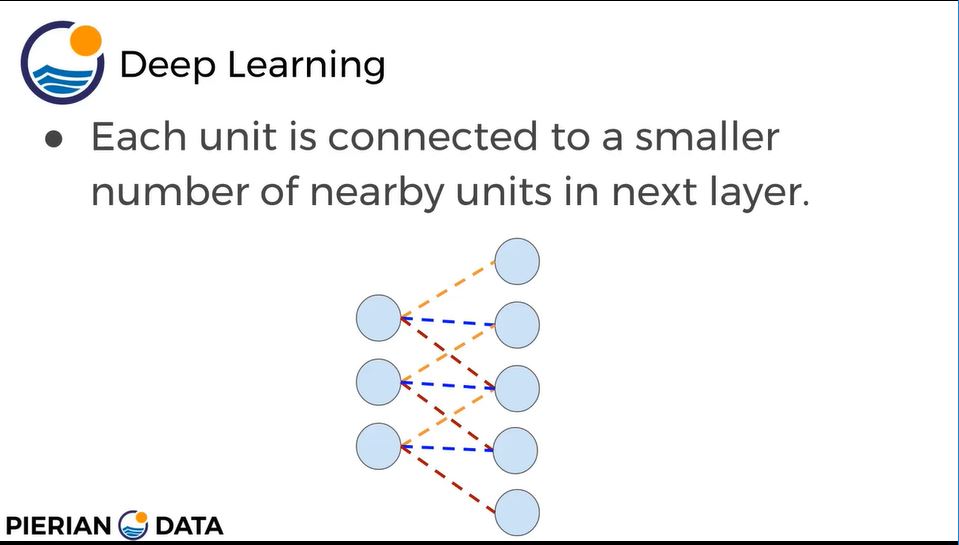 Deep Learning
● Each unit is connected to a smaller
number of nearby units in next layer.
PIERIAN DATA